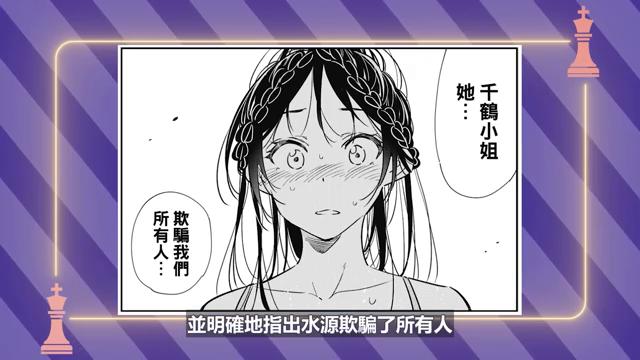 千鶴小姐
她…
欺騙我們
所有人…
並明確地指出水源欺騙了所有人